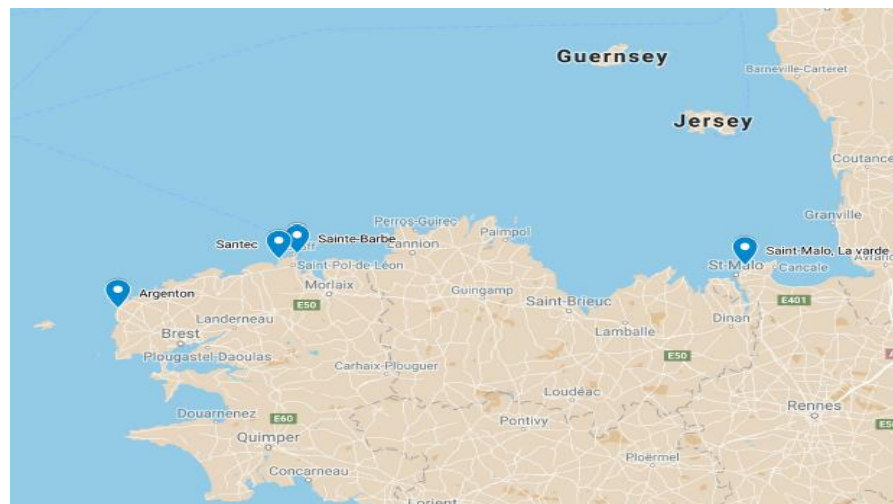 Guernsey
Barneville-Carteret
Jersey
Coutance
Perros-Guirec
Granville
Sainte-Barbe
Paimpol
Santec
Lannion
Saint-Malo, La varde
Saint-Pol-de-Léon
St-Malo
Cancale
Argenton
Morlaix
Guingamp
E50
Saint-Brieuc
E401
Landerneau
Dinan
Brest
Lamballe
Plougastel-Daoulas
E50
Carhaix-Plouguer
Loudéac
Douarnenez
E60
Pontivy
Rennes
Quimper
Ploërmel
Concarneau
Lorient